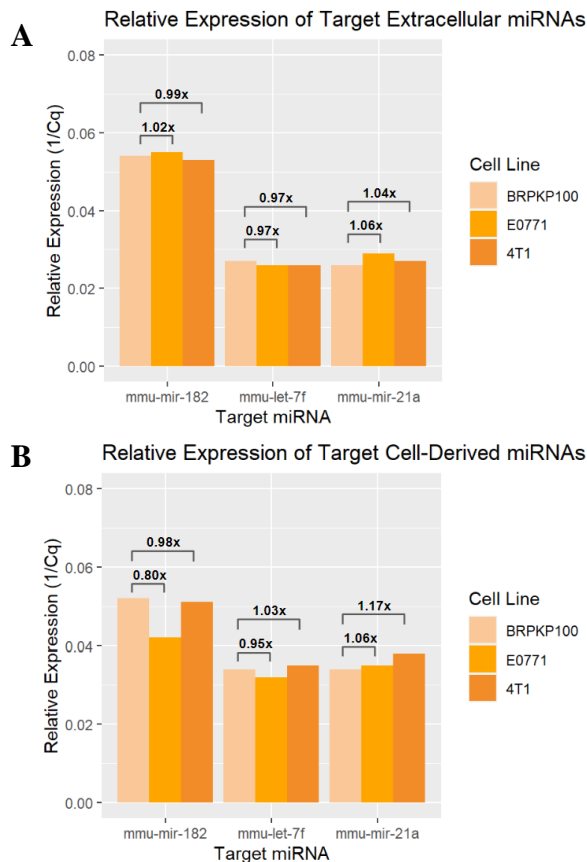 A
Relative Expression of Target Extracellular miRNAs
Relative Expression (1/Cq)
0.08
0.06
0.04
0.02
0.00
0.99x
1.02x
0.97x
0.97x
1.04x
1.06x
mmu-mir-182 mmu-let-7f mmu-mir-21a
Target miRNA
Cell Line
BRPKP100
E0771
4T1
B
Relative Expression of Target Cell-Derived miRNAs
Relative Expression (1/Cq)
0.08
0.06
0.04
0.02
0.00
0.98x
0.80x
1.03x
0.95x
1.17x
1.06x
mmu-mir-182 mmu-let-7f mmu-mir-21a
Target miRNA
Cell Line
BRPKP100
E0771
4T1